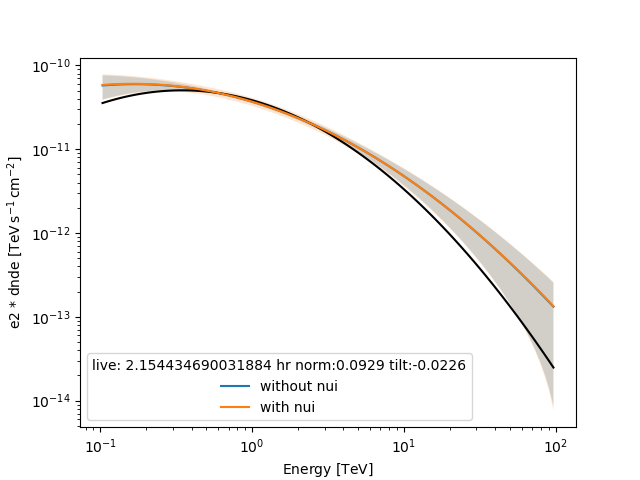 10⁻¹⁰
10⁻¹¹
10⁻¹²
10⁻¹³
10⁻¹⁴
e2 * dnde [TeV s⁻¹ cm⁻²]
live: 2.154434690031884 hr norm:0.0929 tilt:-0.0226
without nui
with nui
10⁻¹ 10⁰ 10¹ 10²
Energy [TeV]